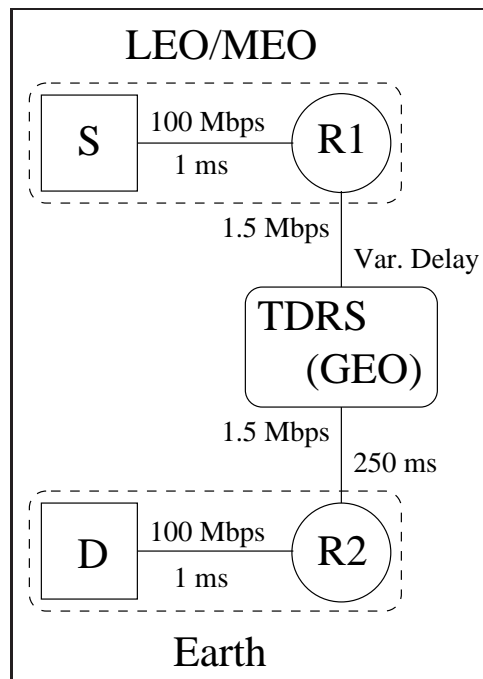 LEO/MEO
S
100 Mbps
1 ms
R1
1.5 Mbps
Var. Delay
TDRS
(GEO)
1.5 Mbps
250 ms
D
100 Mbps
1 ms
R2
Earth